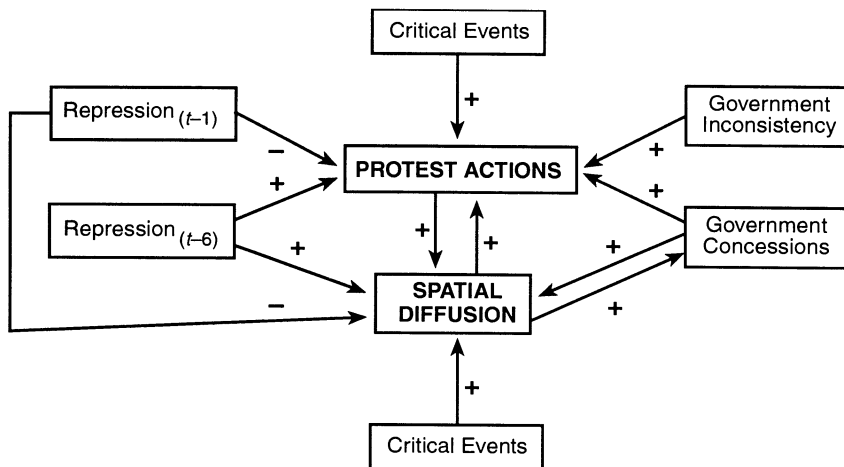 Critical Events
+
Repression (t–1)
Government
Inconsistency
–
+
PROTEST ACTIONS
+
+
Repression (t–6)
Government
Concessions
+
+
+
+
SPATIAL
DIFFUSION
–
+
+
Critical Events